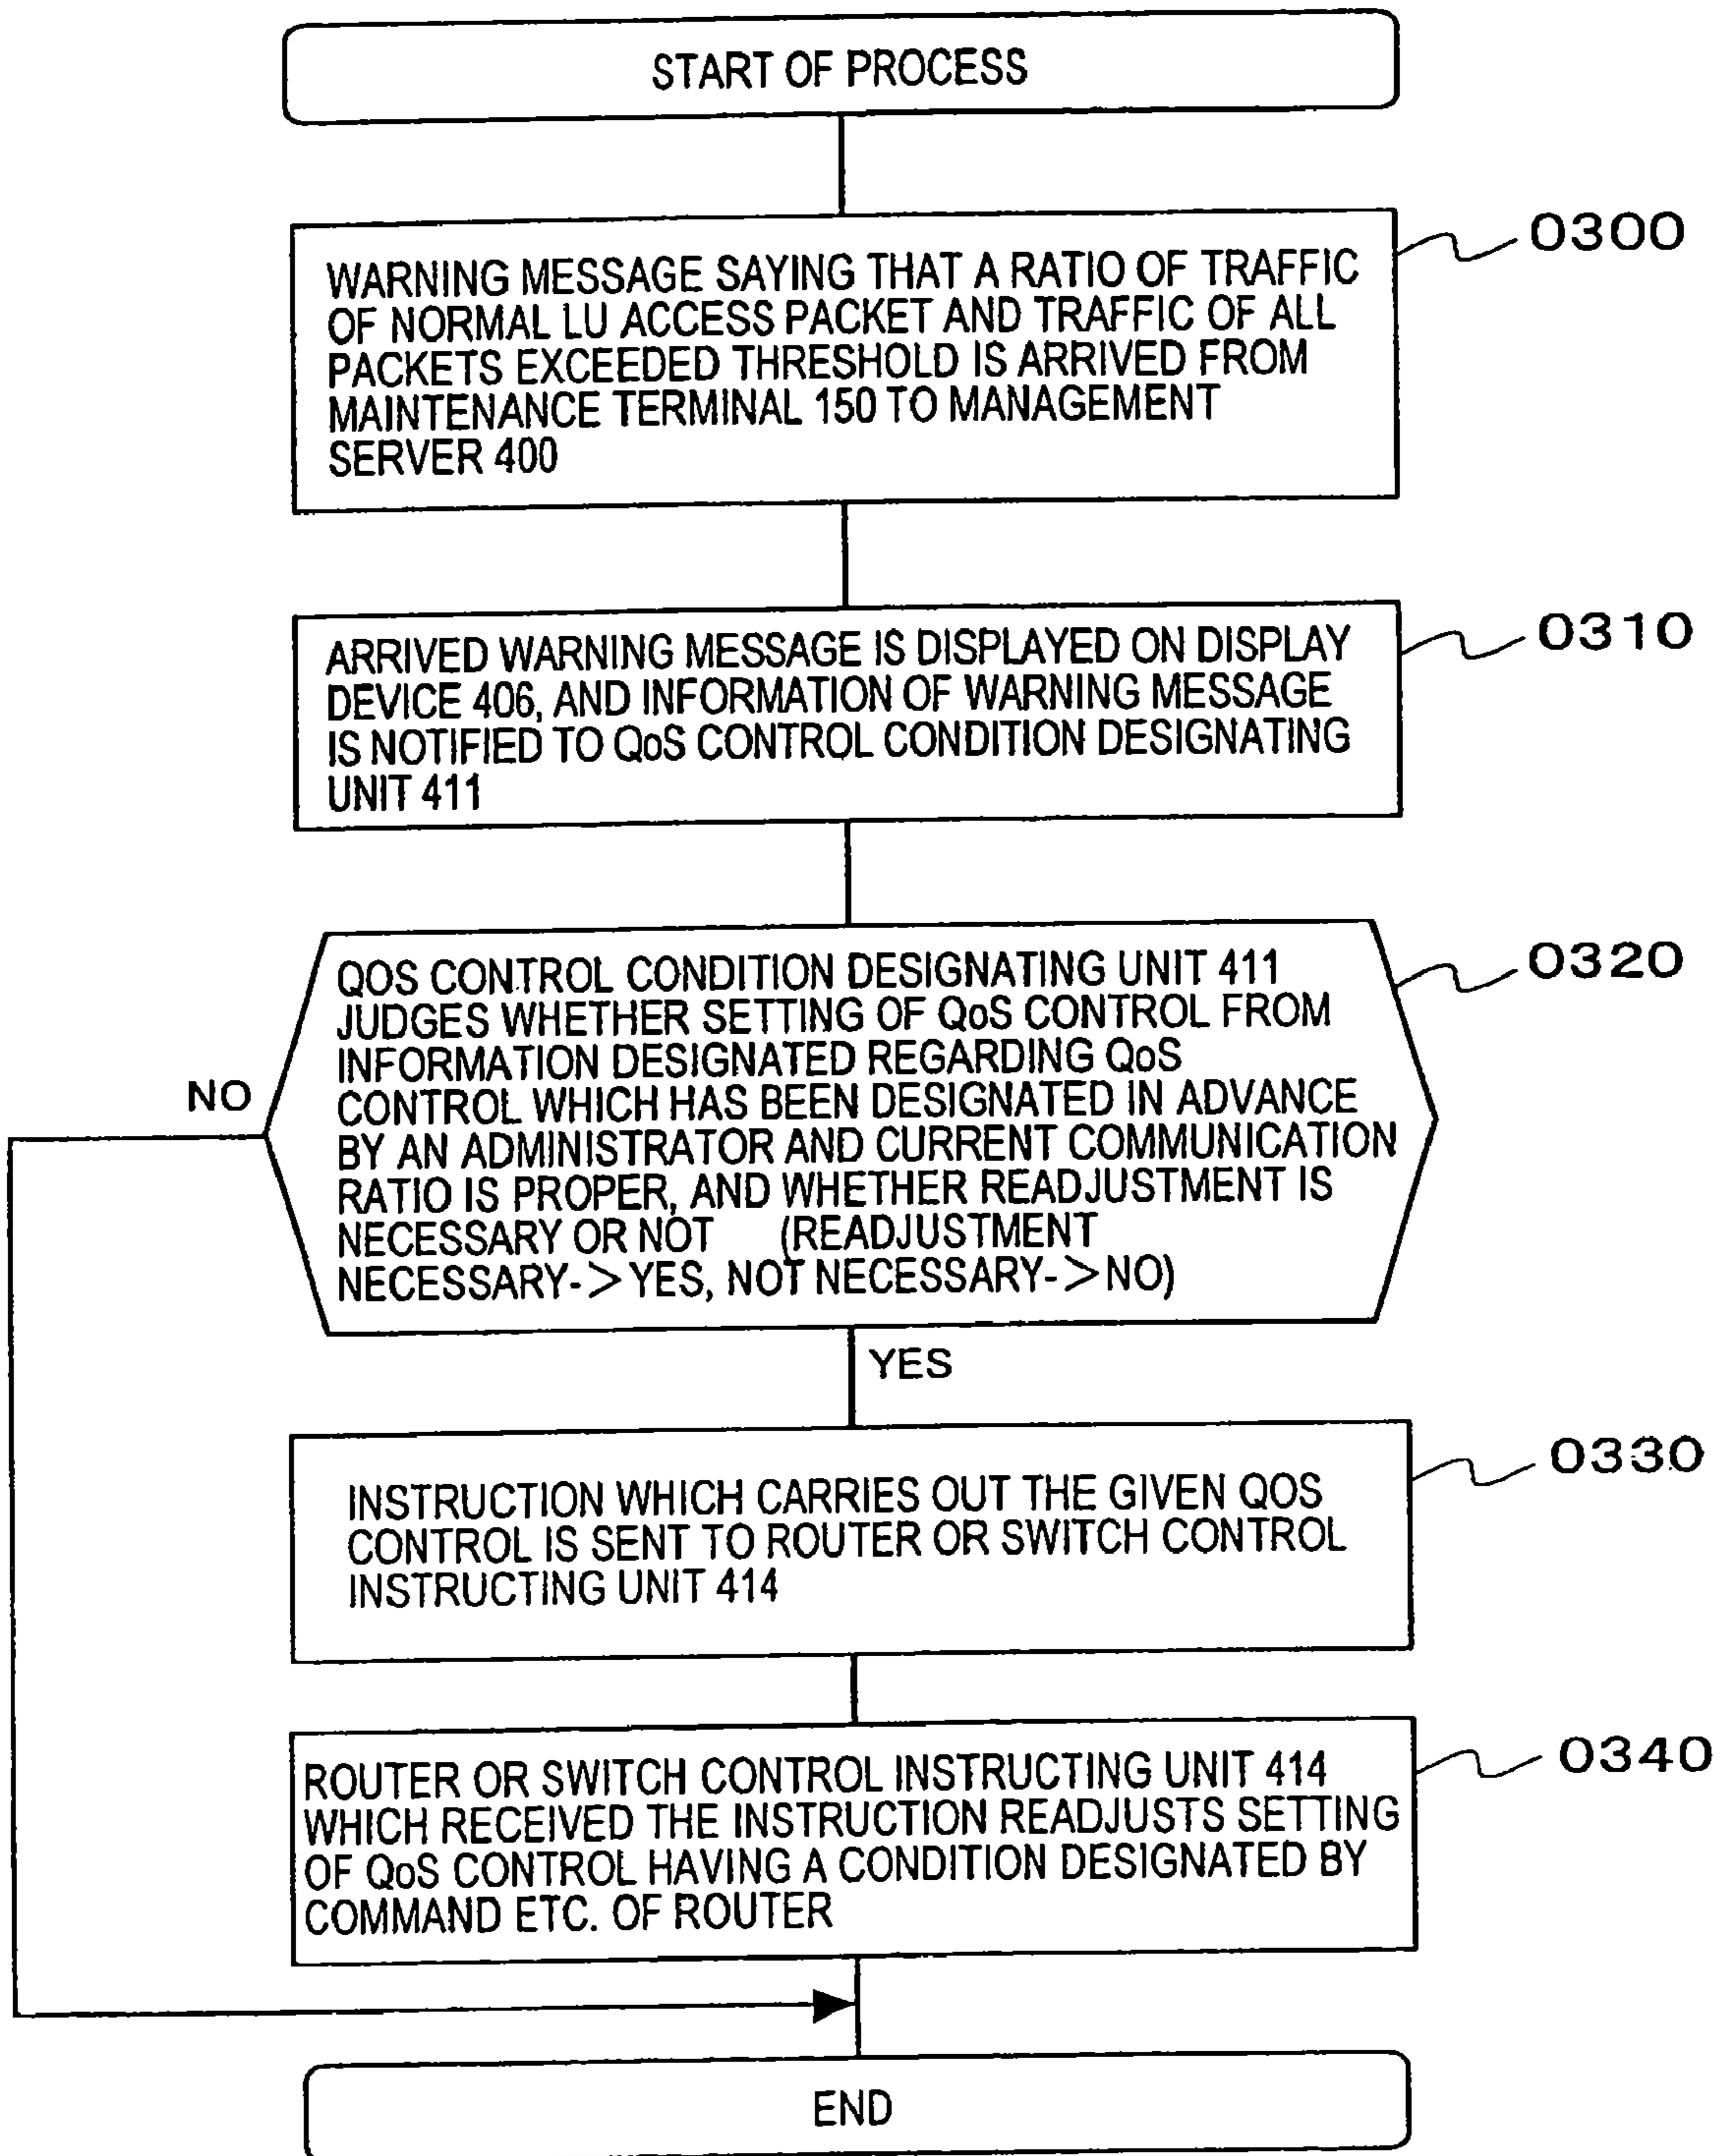 START OF PROCESS
WARNING MESSAGE SAYING THAT A RATIO OF TRAFFIC
OF NORMAL LU ACCESS PACKET AND TRAFFIC OF ALL
PACKETS EXCEEDED THRESHOLD IS ARRIVED FROM
MAINTENANCE TERMINAL 150 TO MANAGEMENT
SERVER 400
0300
ARRIVED WARNING MESSAGE IS DISPLAYED ON DISPLAY
DEVICE 406, AND INFORMATION OF WARNING MESSAGE
IS NOTIFIED TO QoS CONTROL CONDITION DESIGNATING
UNIT 411
0310
QOS CONTROL CONDITION DESIGNATING UNIT 411
JUDGES WHETHER SETTING OF QoS CONTROL FROM
INFORMATION DESIGNATED REGARDING QoS
CONTROL WHICH HAS BEEN DESIGNATED IN ADVANCE
BY AN ADMINISTRATOR AND CURRENT COMMUNICATION
RATIO IS PROPER, AND WHETHER READJUSTMENT IS
NECESSARY OR NOT (READJUSTMENT
NECESSARY->YES, NOT NECESSARY->NO)
0320
NO
YES
INSTRUCTION WHICH CARRIES OUT THE GIVEN QOS
CONTROL IS SENT TO ROUTER OR SWITCH CONTROL
INSTRUCTING UNIT 414
0330
ROUTER OR SWITCH CONTROL INSTRUCTING UNIT 414
WHICH RECEIVED THE INSTRUCTION READJUSTS SETTING
OF QoS CONTROL HAVING A CONDITION DESIGNATED BY
COMMAND ETC. OF ROUTER
0340
END